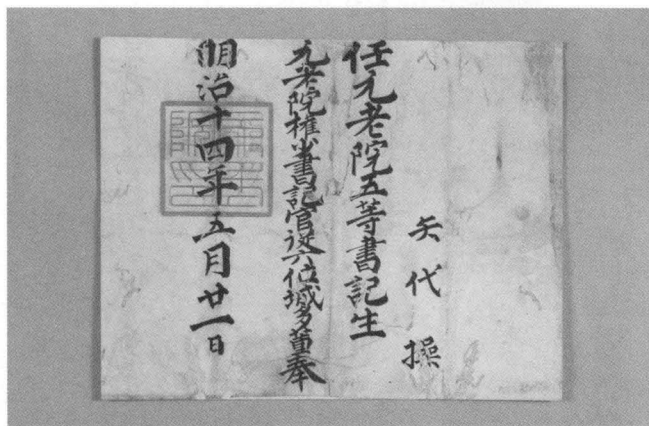 矢代操
任元老院五等書記生
元老院権少書記官従六位城多董奉
明治十四年五月廿一日